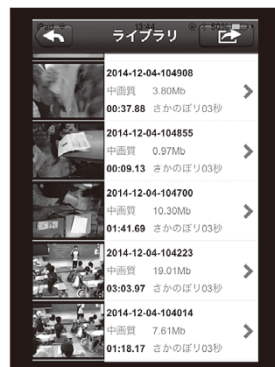 13:44
50%
ライブラリ
2014-12-04-104908
中画質 3.80Mb
00:37.88 さかのぼり03秒
2014-12-04-104855
中画質 0.97Mb
00:09.13 さかのぼり03秒
2014-12-04-104700
中画質 10.30Mb
01:41.69 さかのぼり03秒
2014-12-04-104223
中画質 19.01Mb
03:03.97 さかのぼり03秒
2014-12-04-104014
中画質 7.61Mb
01:18.17 さかのぼり03秒